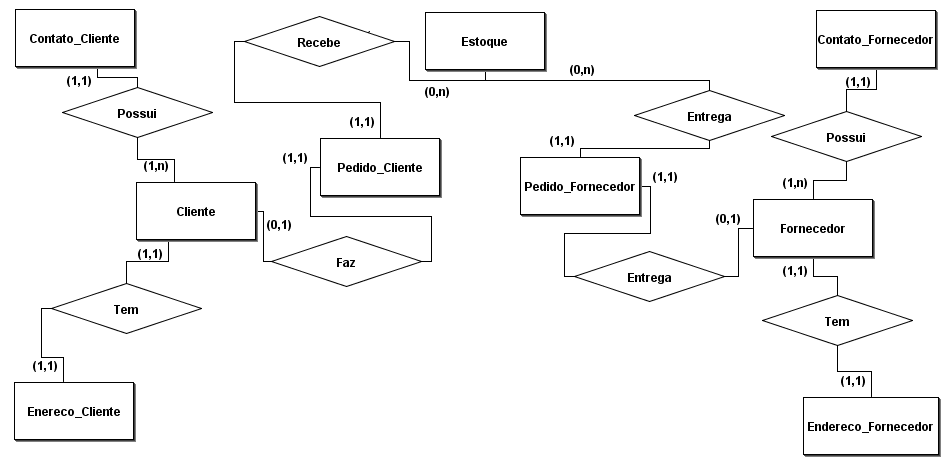 Contato_Cliente
Recebe
Estoque
Contato_Fornecedor
(1,1)
(0,n)
(0,n)
(1,1)
Possui
Entrega
Possui
(1,1)
(1,1)
(1,1)
(1,n)
Pedido_Cliente
Pedido_Fornecedor
(1,1)
(1,n)
Cliente
(0,1)
(0,1)
Fornecedor
(1,1)
Faz
Entrega
(1,1)
Tem
Tem
(1,1)
(1,1)
Enereco_Cliente
Endereco_Fornecedor